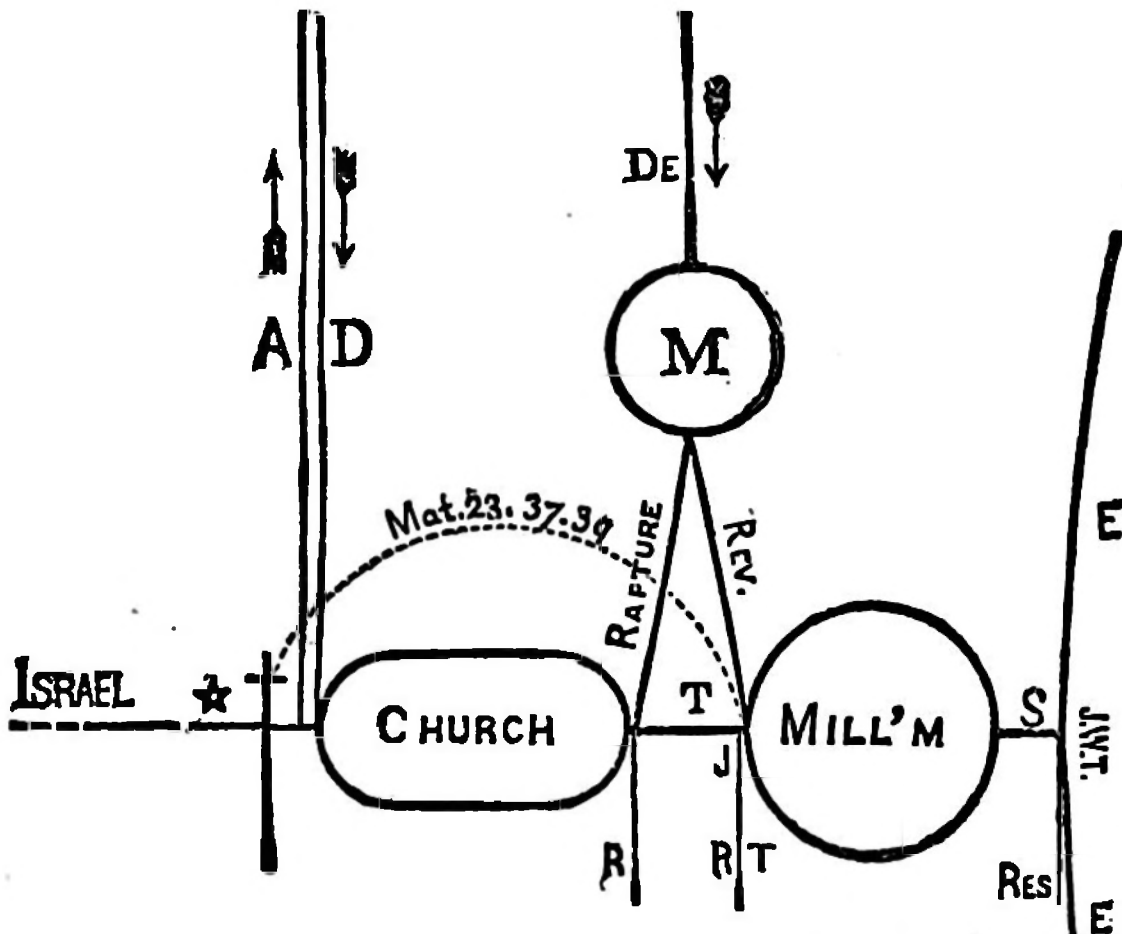 DE
A D
M
Mat. 23. 37. 39
RAPTURE
REV.
E
ISRAEL
CHURCH
T
MILL'M
S
J
J.W.T.
R
R T
RES
E